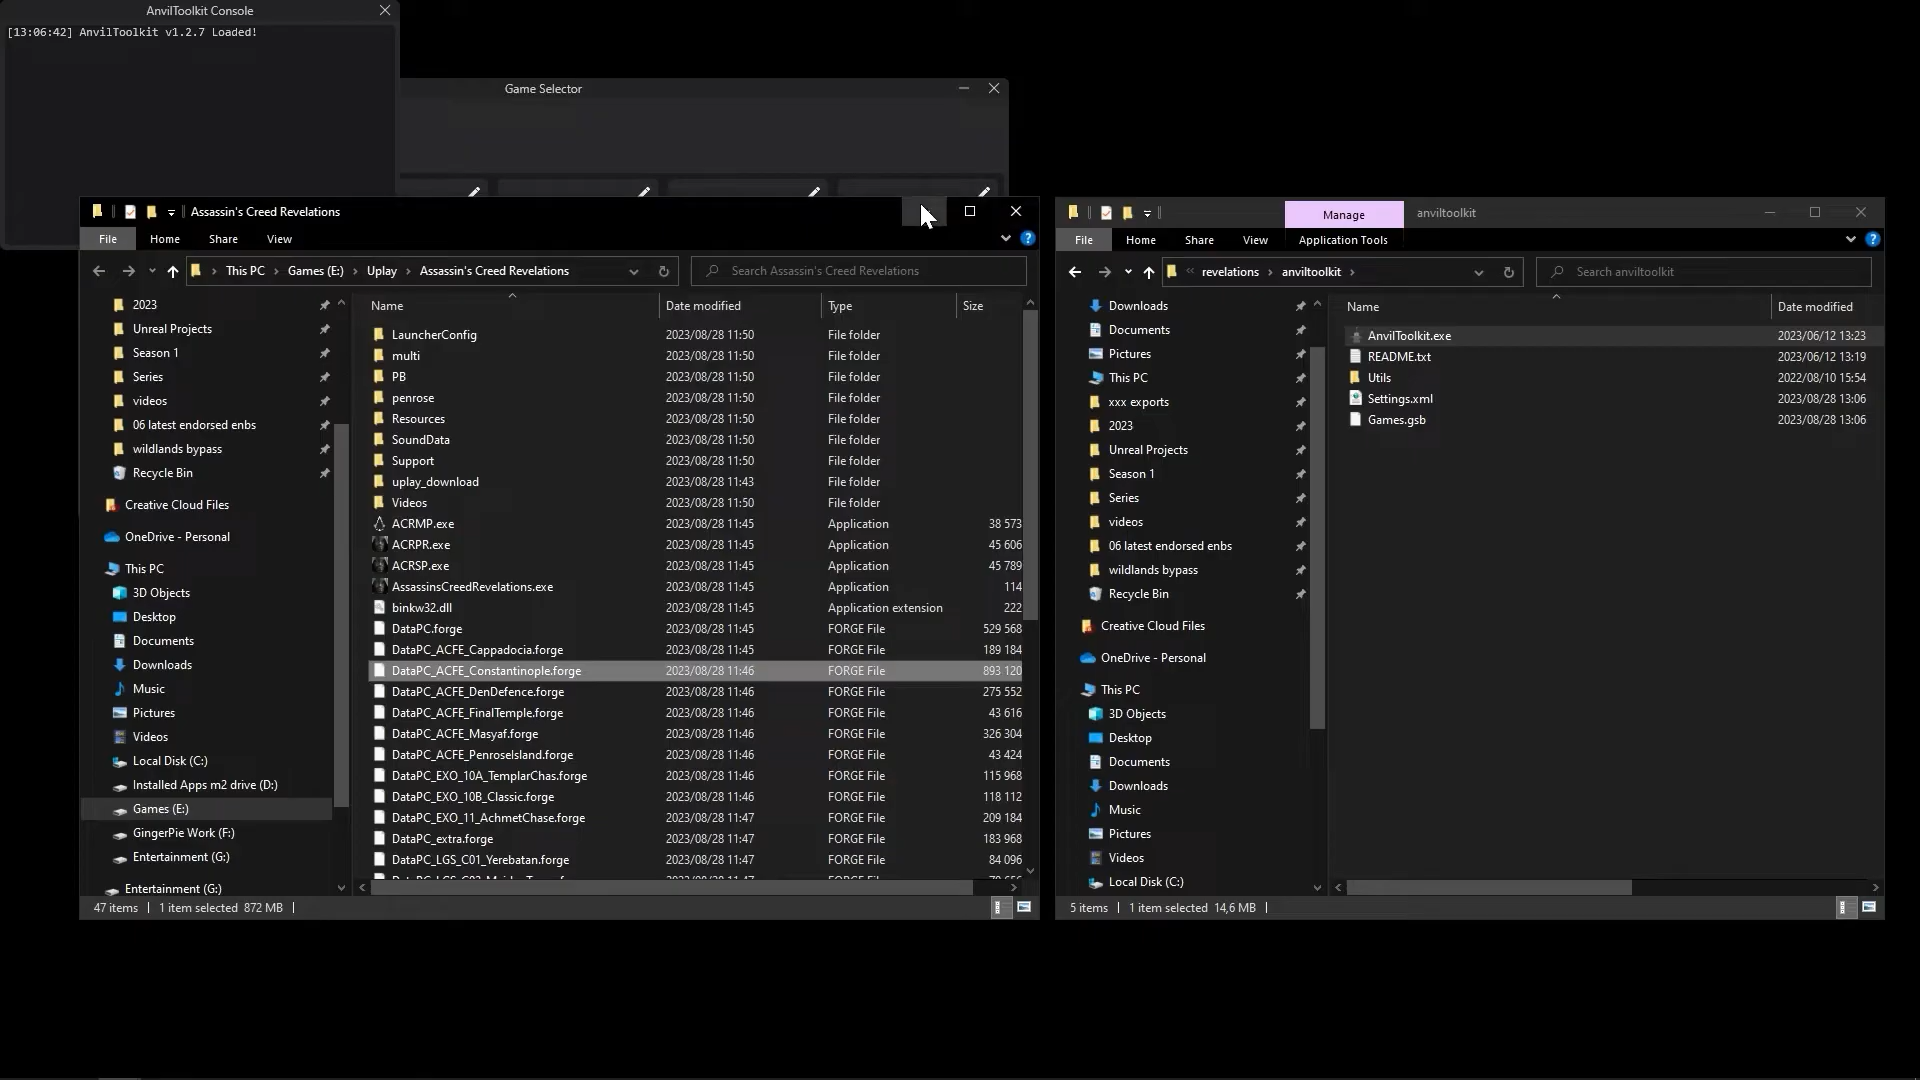 AnvilToolkit Console
[13:06:42] AnvilToolkit v1.2.7 Loaded!
Game Selector
Assassin's Creed Revelations
File Home Share View
This PC Games (E:) Uplay Assassin's Creed Revelations
Search Assassin's Creed Revelations
2023
Unreal Projects
Season 1
Series
videos
06 latest endorsed enbs
wildlands bypass
Recycle Bin
Creative Cloud Files
OneDrive - Personal
This PC
3D Objects
Desktop
Documents
Downloads
Music
Pictures
Videos
Local Disk (C:)
Installed Apps m2 drive (D:)
Games (E:)
GingerPie Work (F:)
Entertainment (G:)
Entertainment (G:)
Name Date modified Type Size
LauncherConfig 2023/08/28 11:50 File folder
multi 2023/08/28 11:50 File folder
PB 2023/08/28 11:50 File folder
penrose 2023/08/28 11:50 File folder
Resources 2023/08/28 11:50 File folder
SoundData 2023/08/28 11:50 File folder
Support 2023/08/28 11:50 File folder
uplay_download 2023/08/28 11:43 File folder
Videos 2023/08/28 11:50 File folder
ACRMP.exe 2023/08/28 11:45 Application 38 573
ACRPR.exe 2023/08/28 11:45 Application 45 606
ACRSP.exe 2023/08/28 11:45 Application 45 789
AssassinsCreedRevelations.exe 2023/08/28 11:45 Application 114
binkw32.dll 2023/08/28 11:45 Application extension 222
DataPC.forge 2023/08/28 11:45 FORGE File 529 568
DataPC_ACFE_Cappadocia.forge 2023/08/28 11:45 FORGE File 189 184
DataPC_ACFE_Constantinople.forge 2023/08/28 11:46 FORGE File 893 120
DataPC_ACFE_DenDefence.forge 2023/08/28 11:46 FORGE File 275 552
DataPC_ACFE_FinalTemple.forge 2023/08/28 11:46 FORGE File 43 616
DataPC_ACFE_Masyaf.forge 2023/08/28 11:46 FORGE File 326 304
DataPC_ACFE_PenroseIsland.forge 2023/08/28 11:46 FORGE File 43 424
DataPC_EXO_10A_TemplarChas.forge 2023/08/28 11:46 FORGE File 115 968
DataPC_EXO_10B_Classic.forge 2023/08/28 11:46 FORGE File 118 112
DataPC_EXO_11_AchmetChase.forge 2023/08/28 11:47 FORGE File 209 184
DataPC_extra.forge 2023/08/28 11:47 FORGE File 183 968
DataPC_LGS_C01_Yerebatan.forge 2023/08/28 11:47 FORGE File 84 096
47 items 1 item selected 872 MB
Manage anviltoolkit
File Home Share View Application Tools
revelations anviltoolkit
Search anviltoolkit
Downloads
Documents
Pictures
This PC
xxx exports
2023
Unreal Projects
Season 1
Series
videos
06 latest endorsed enbs
wildlands bypass
Recycle Bin
Creative Cloud Files
OneDrive - Personal
This PC
3D Objects
Desktop
Documents
Downloads
Music
Pictures
Videos
Local Disk (C:)
Name Date modified
AnvilToolkit.exe 2023/06/12 13:23
README.txt 2023/06/12 13:19
Utils 2022/08/10 15:54
Settings.xml 2023/08/28 13:06
Games.gsb 2023/08/28 13:06
5 items 1 item selected 14,6 MB